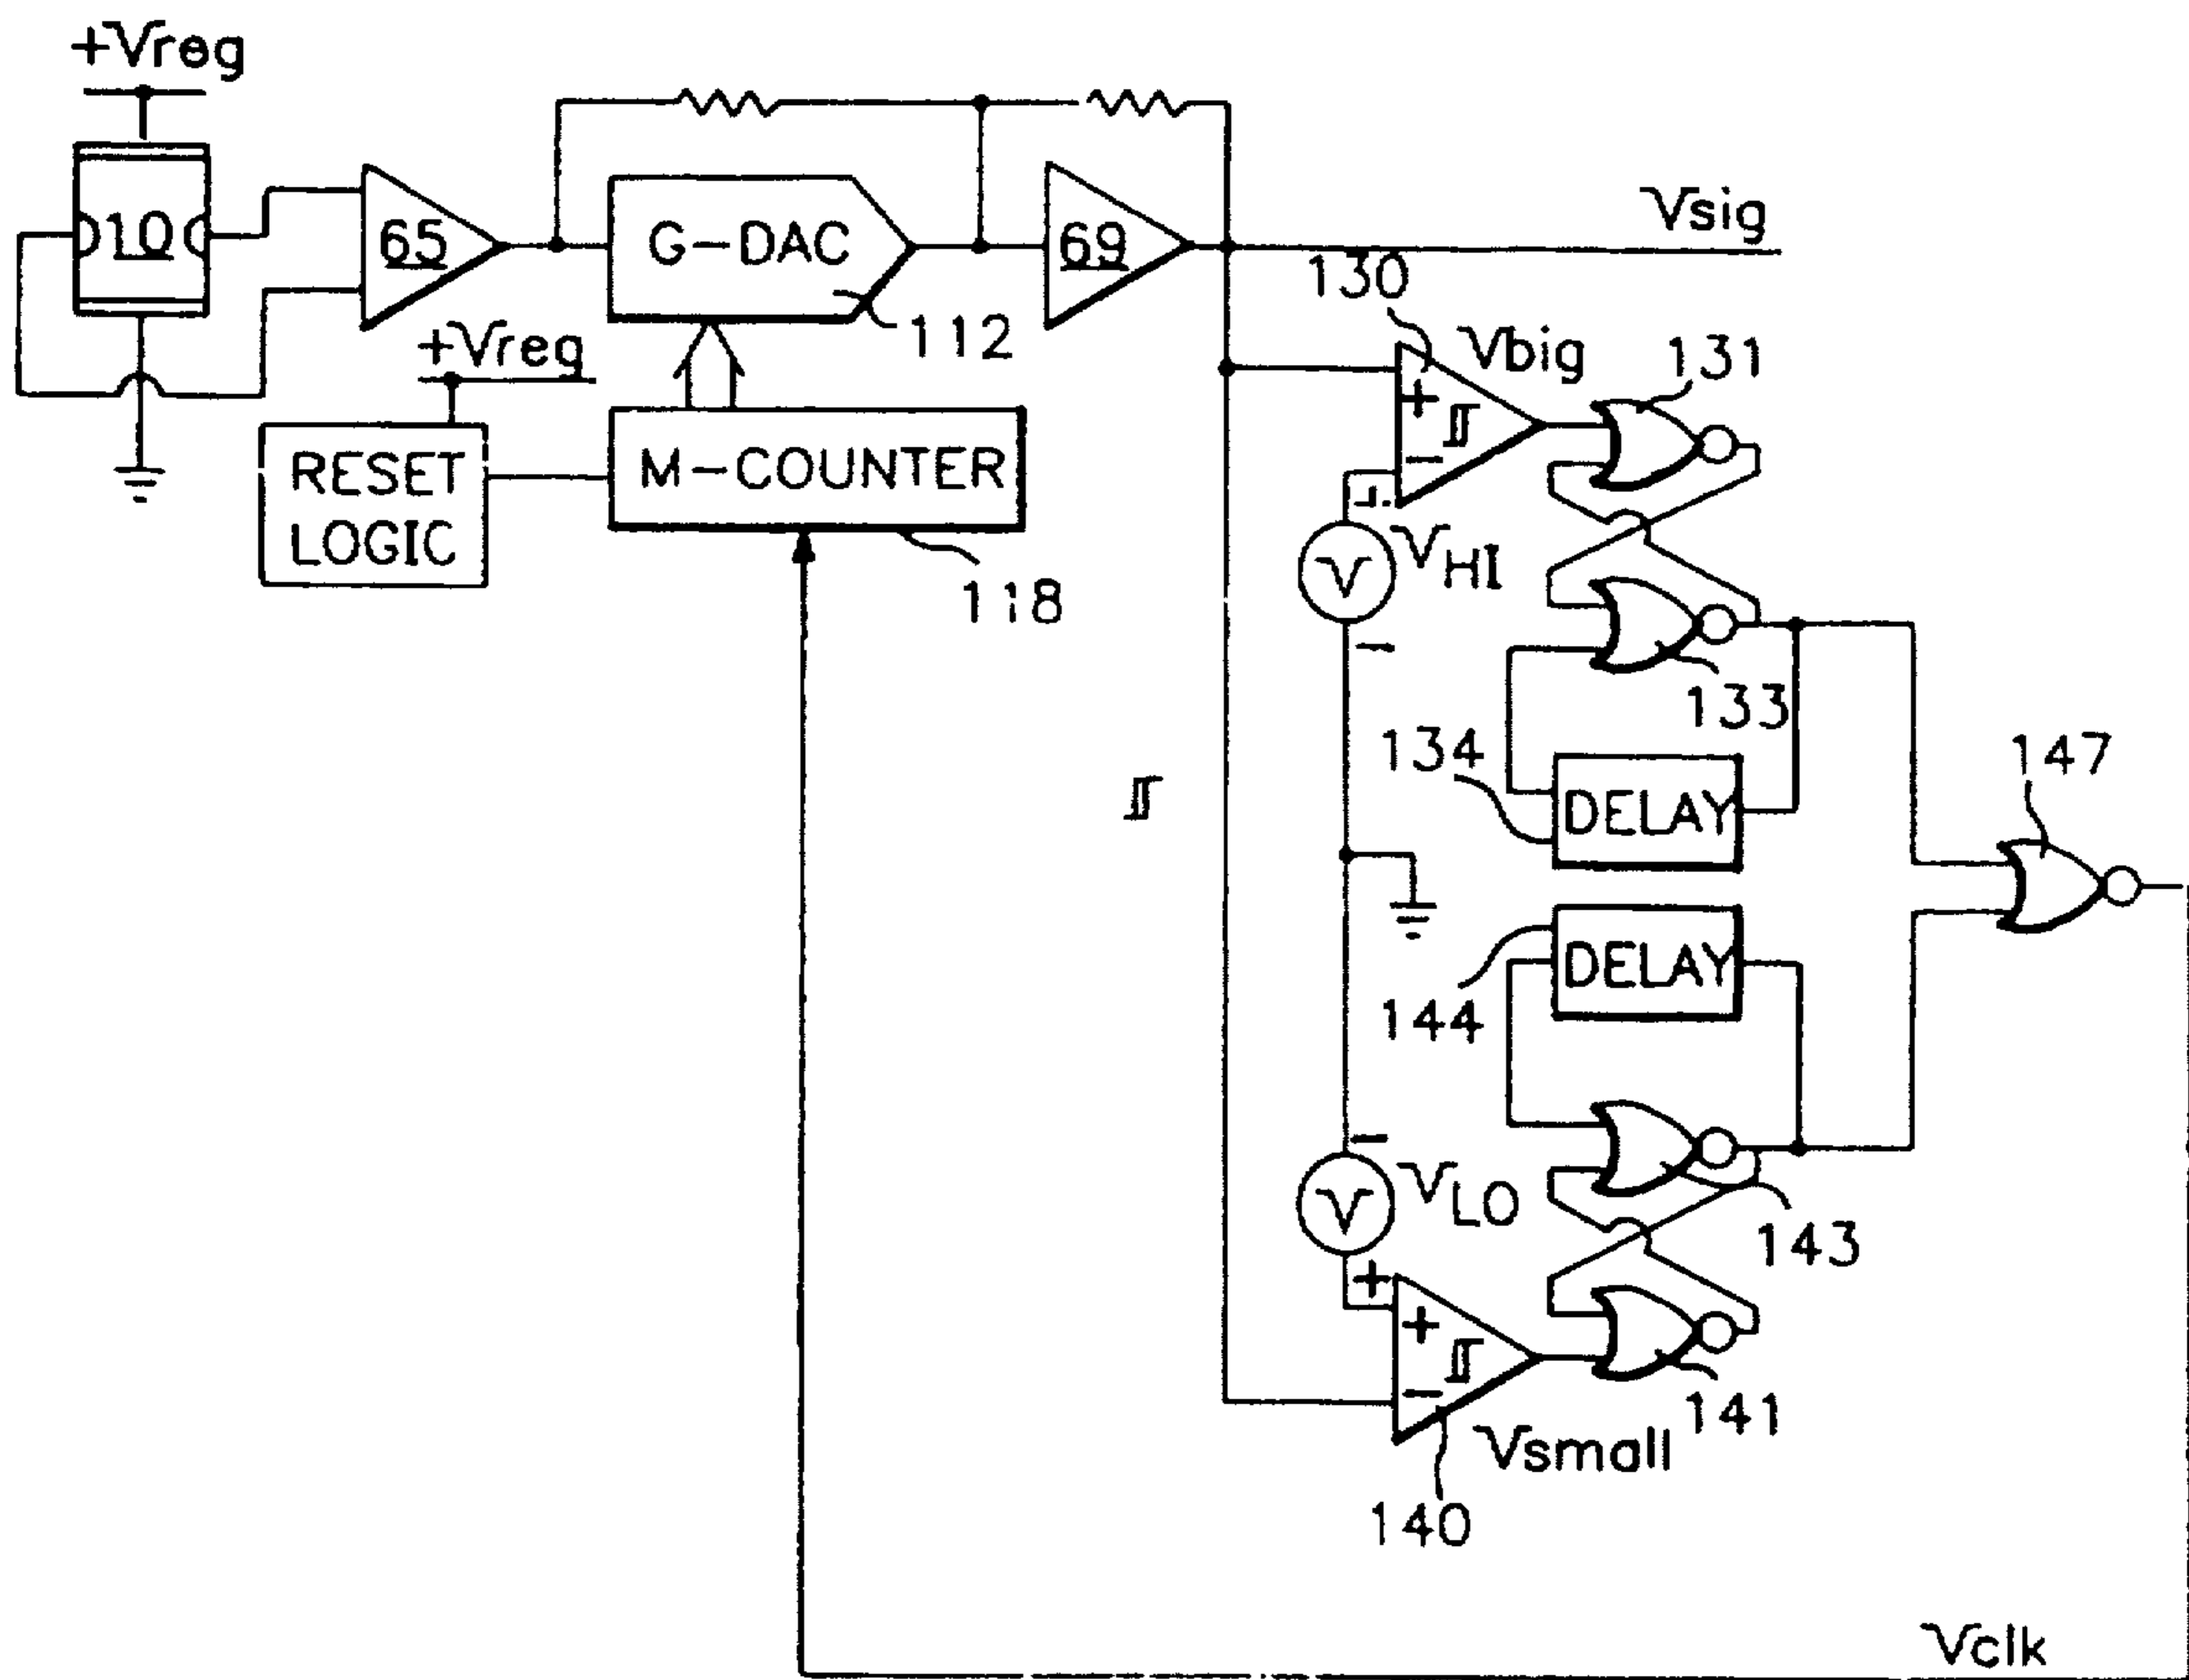 +Vreg
10
65
G-DAC
69
Vsig
112
130
+Vreg
Vbig
131
+
-
RESET
LOGIC
M-COUNTER
118
+
V
VHI
-
133
134
DELAY
147
DELAY
144
-
V
VLO
143
+
+
-
141
Vsmall
140
Vclk